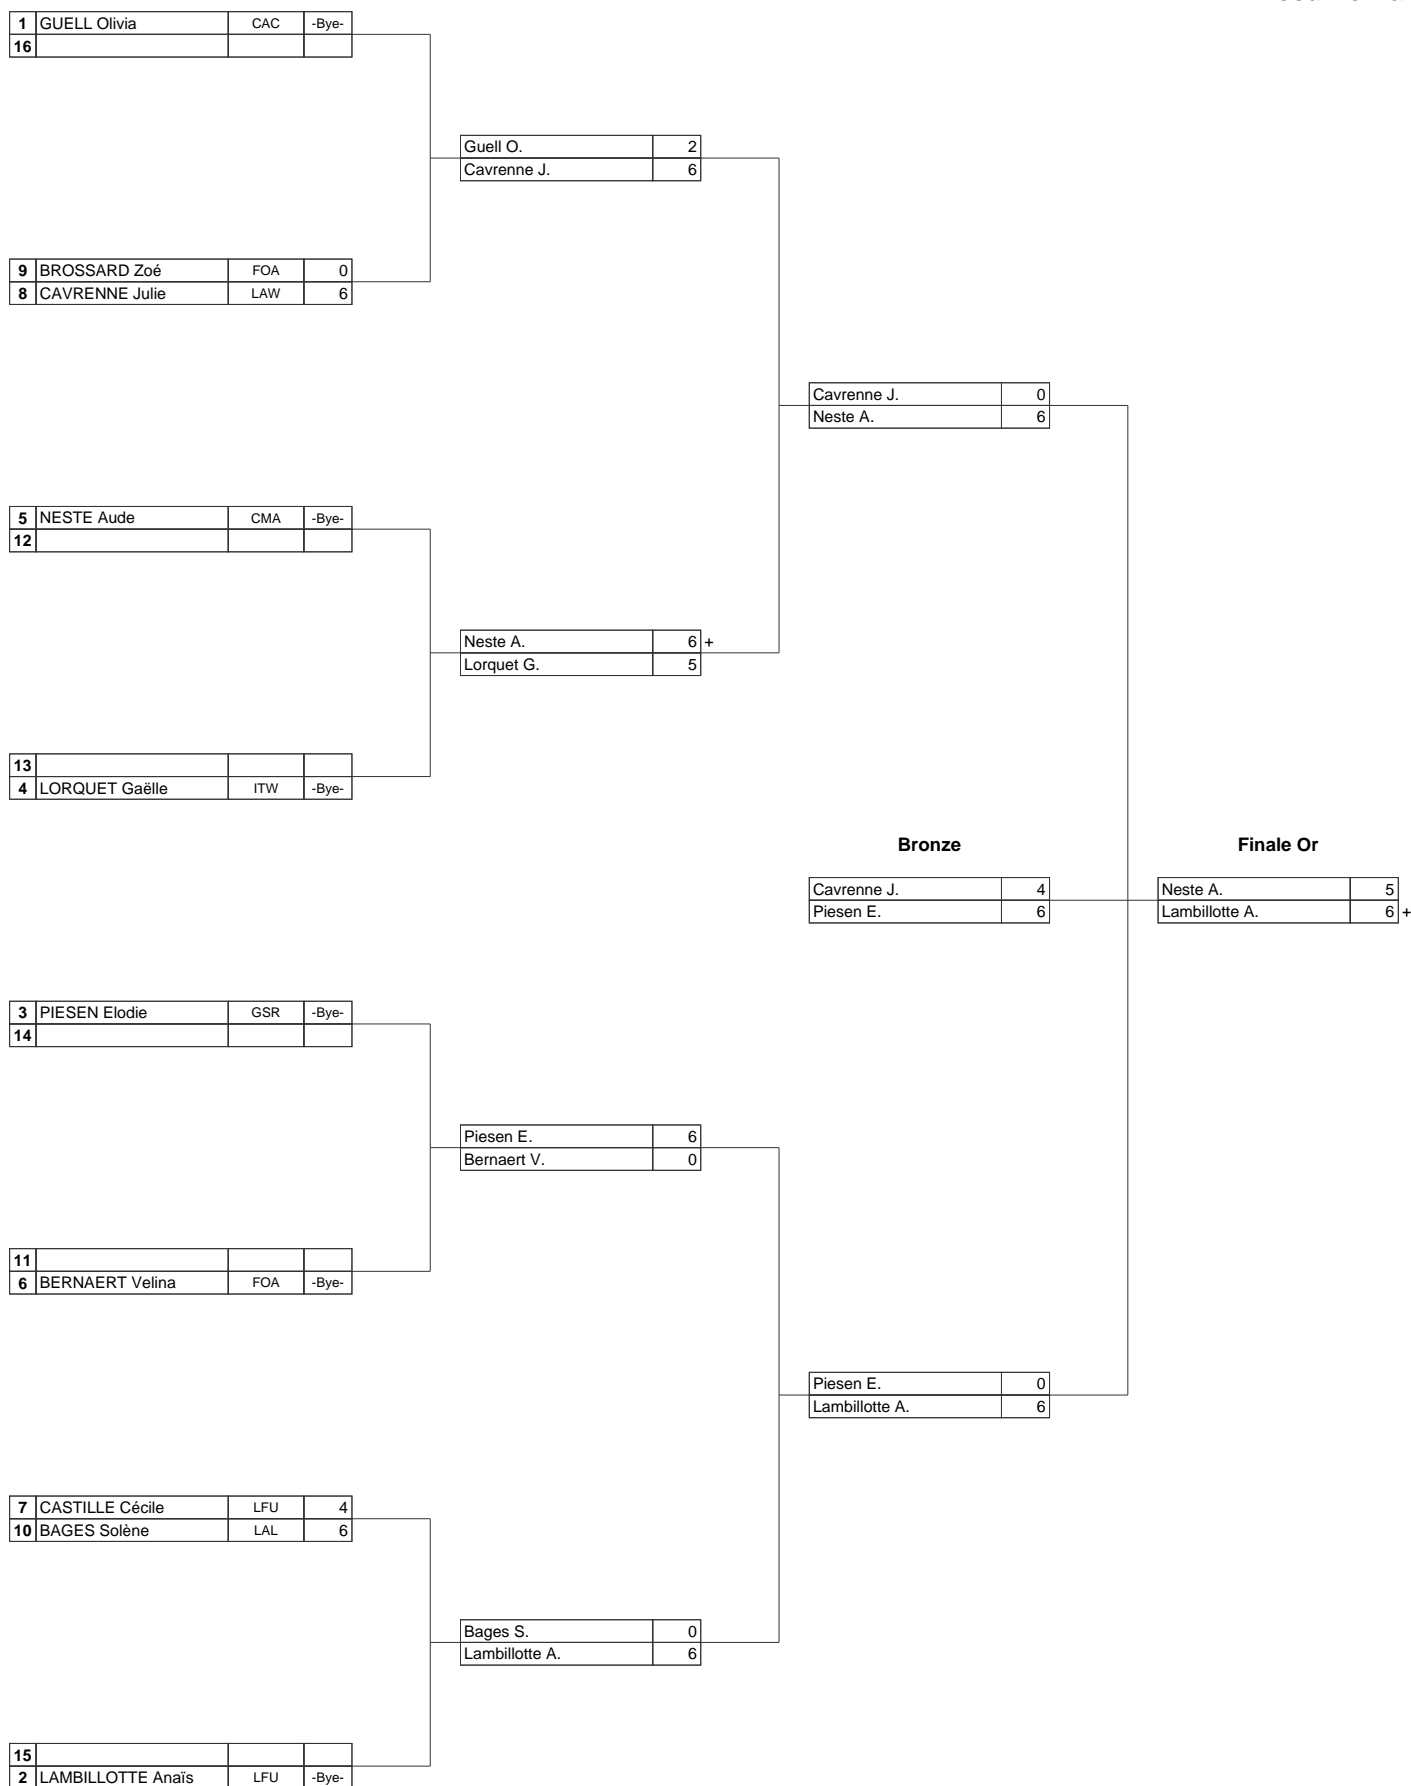 1 GUELL Olivia CAC -Bye-
16
Guell O. 2
Cavrenne J. 6
9 BROSSARD Zoé FOA 0
8 CAVRENNE Julie LAW 6
Cavrenne J. 0
Neste A. 6
5 NESTE Aude CMA -Bye-
12
Neste A. 6 +
Lorquet G. 5
13
4 LORQUET Gaëlle ITW -Bye-
Bronze Finale Or
Cavrenne J. 4 Neste A. 5
Piesen E. 6 Lambillotte A. 6 +
3 PIESEN Elodie GSR -Bye-
14
Piesen E. 6
Bernaert V. 0
11
6 BERNAERT Velina FOA -Bye-
Piesen E. 0
Lambillotte A. 6
7 CASTILLE Cécile LFU 4
10 BAGES Solène LAL 6
Bages S. 0
Lambillotte A. 6
15
2 LAMBILLOTTE Anaïs LFU -Bye-